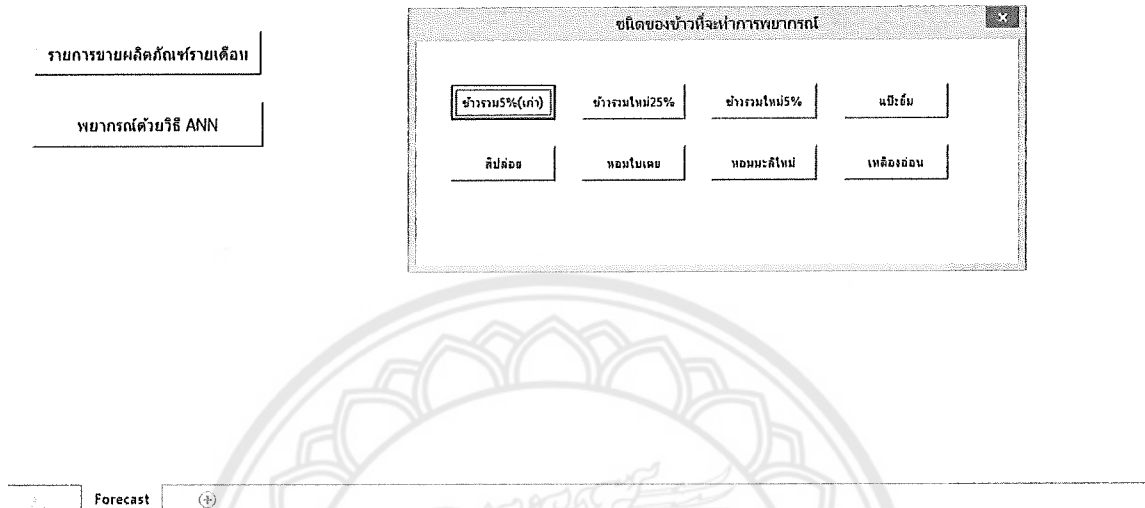 ชนิดของข้าวที่จะทำการพยากรณ์
รายการขายผลิตภัณฑ์รายเดือน
พยากรณ์ด้วยวิธี ANN
ข้าวรวม5%(เก่า) ข้าวรวมใหม่25% ข้าวรวมใหม่5% แป๊ะยิ้ม
สิปล่อย หอมใบเตย หอมมะลิใหม่ เหลืองอ่อน
Forecast